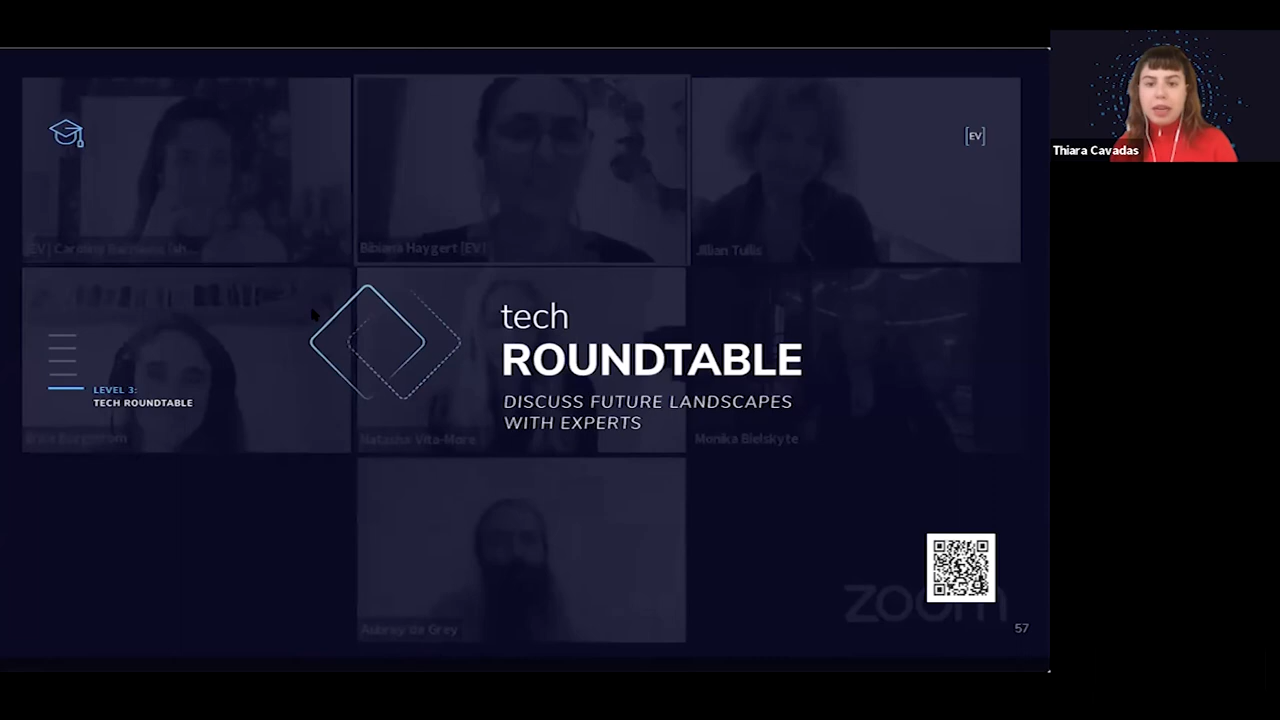 [EV]
Thiara Cavadas
Bibiana Haygert [EV]
Jillian Tullis
tech
ROUNDTABLE
DISCUSS FUTURE LANDSCAPES
WITH EXPERTS
LEVEL 3:
TECH ROUNDTABLE
Natasha Vita-More
Monika Bielskyte
Aubrey de Grey
zoom
57